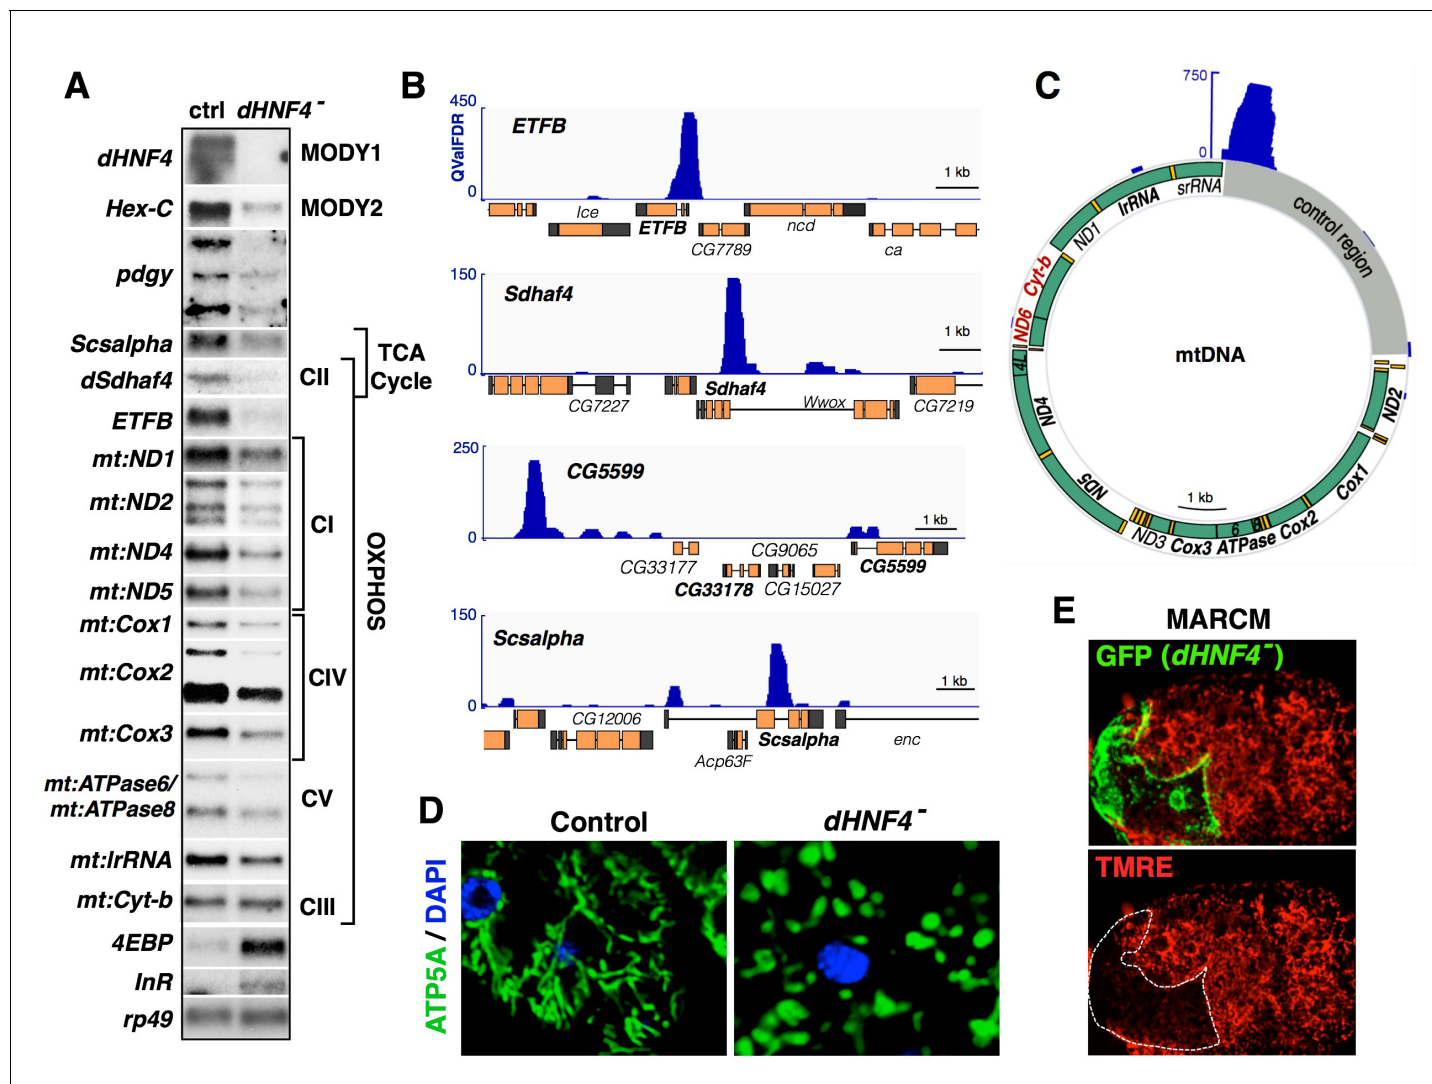 A
ctrl dHNF4-
dHNF4 MODY1
Hex-C MODY2
pdgy
Scsalpha
TCA
Cycle
dSdhaf4 CII
ETFB
mt:ND1
mt:ND2
CI
mt:ND4
mt:ND5
OXPHOS
mt:Cox1
mt:Cox2
CIV
mt:Cox3
mt:ATPase6/
mt:ATPase8
CV
mt:lrRNA
mt:Cyt-b
CIII
4EBP
InR
rp49
B
450
QValFDR
0
ETFB
1 kb
Ice
ETFB
CG7789
ncd
ca
150
0
Sdhaf4
1 kb
CG7227
Sdhaf4
Wwox
CG7219
250
0
CG5599
1 kb
CG33177
CG33178
CG9065
CG15027
CG5599
150
0
Scsalpha
1 kb
CG12006
Acp63F
Scsalpha
enc
C
750
0
srRNA
lrRNA
ND1
Cyt-b
ND6
4L
ND4
ND5
ND3
Cox3
ATPase
6
8
Cox2
Cox1
ND2
control region
mtDNA
1 kb
D
Control
dHNF4-
ATP5A / DAPI
E
MARCM
GFP (dHNF4-)
TMRE